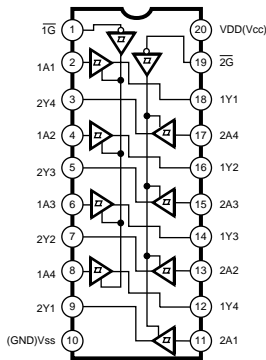 1G 1 20 VDD(Vcc)
1A1 2 19 2G
2Y4 3 18 1Y1
1A2 4 17 2A4
2Y3 5 16 1Y2
1A3 6 15 2A3
2Y2 7 14 1Y3
1A4 8 13 2A2
2Y1 9 12 1Y4
(GND)Vss 10 11 2A1